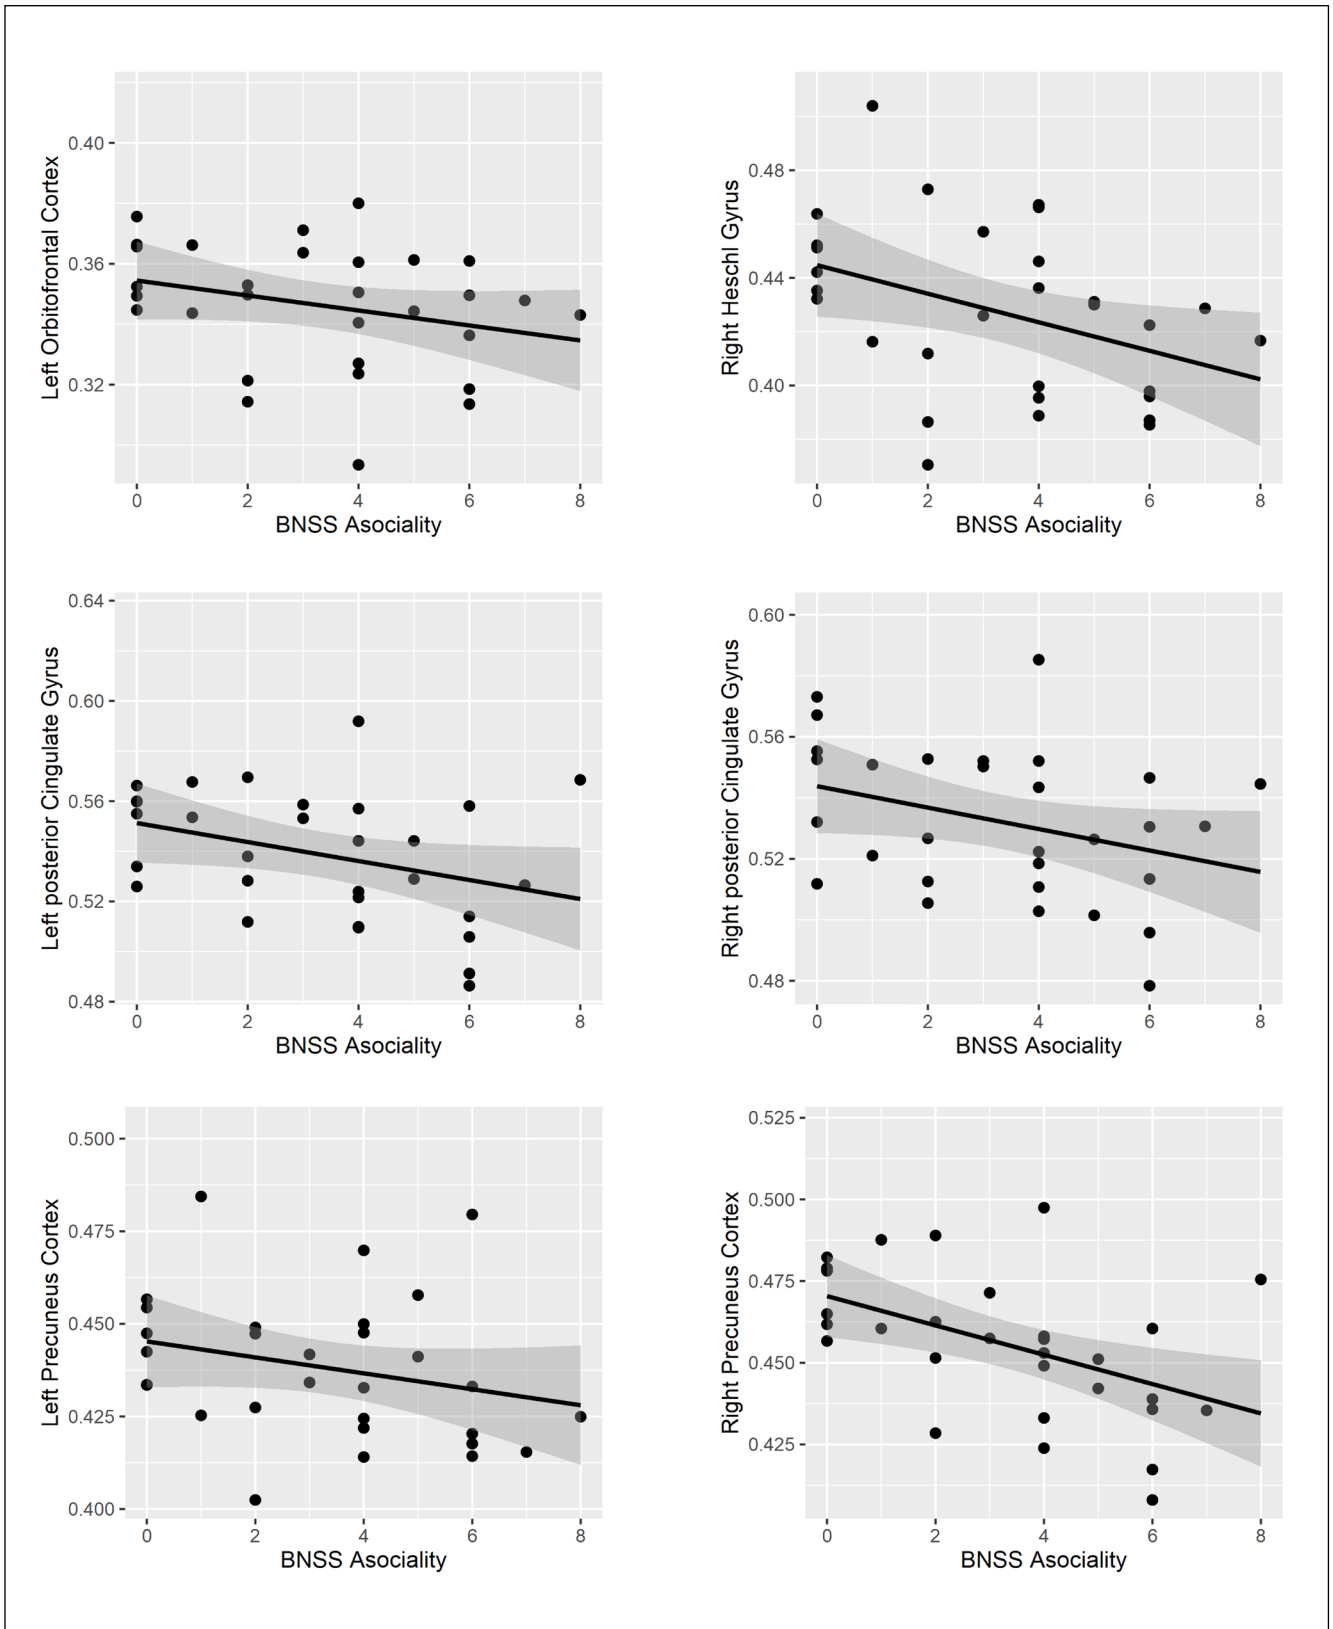 Left Orbitofrontal Cortex
0.40
0.36
0.32
0 2 4 6 8
BNSS Asociality
Right Heschl Gyrus
0.48
0.44
0.40
0 2 4 6 8
BNSS Asociality
Left posterior Cingulate Gyrus
0.64
0.60
0.56
0.52
0.48
0 2 4 6 8
BNSS Asociality
Right posterior Cingulate Gyrus
0.60
0.56
0.52
0.48
0 2 4 6 8
BNSS Asociality
Left Precuneus Cortex
0.500
0.475
0.450
0.425
0.400
0 2 4 6 8
BNSS Asociality
Right Precuneus Cortex
0.525
0.500
0.475
0.450
0.425
0 2 4 6 8
BNSS Asociality